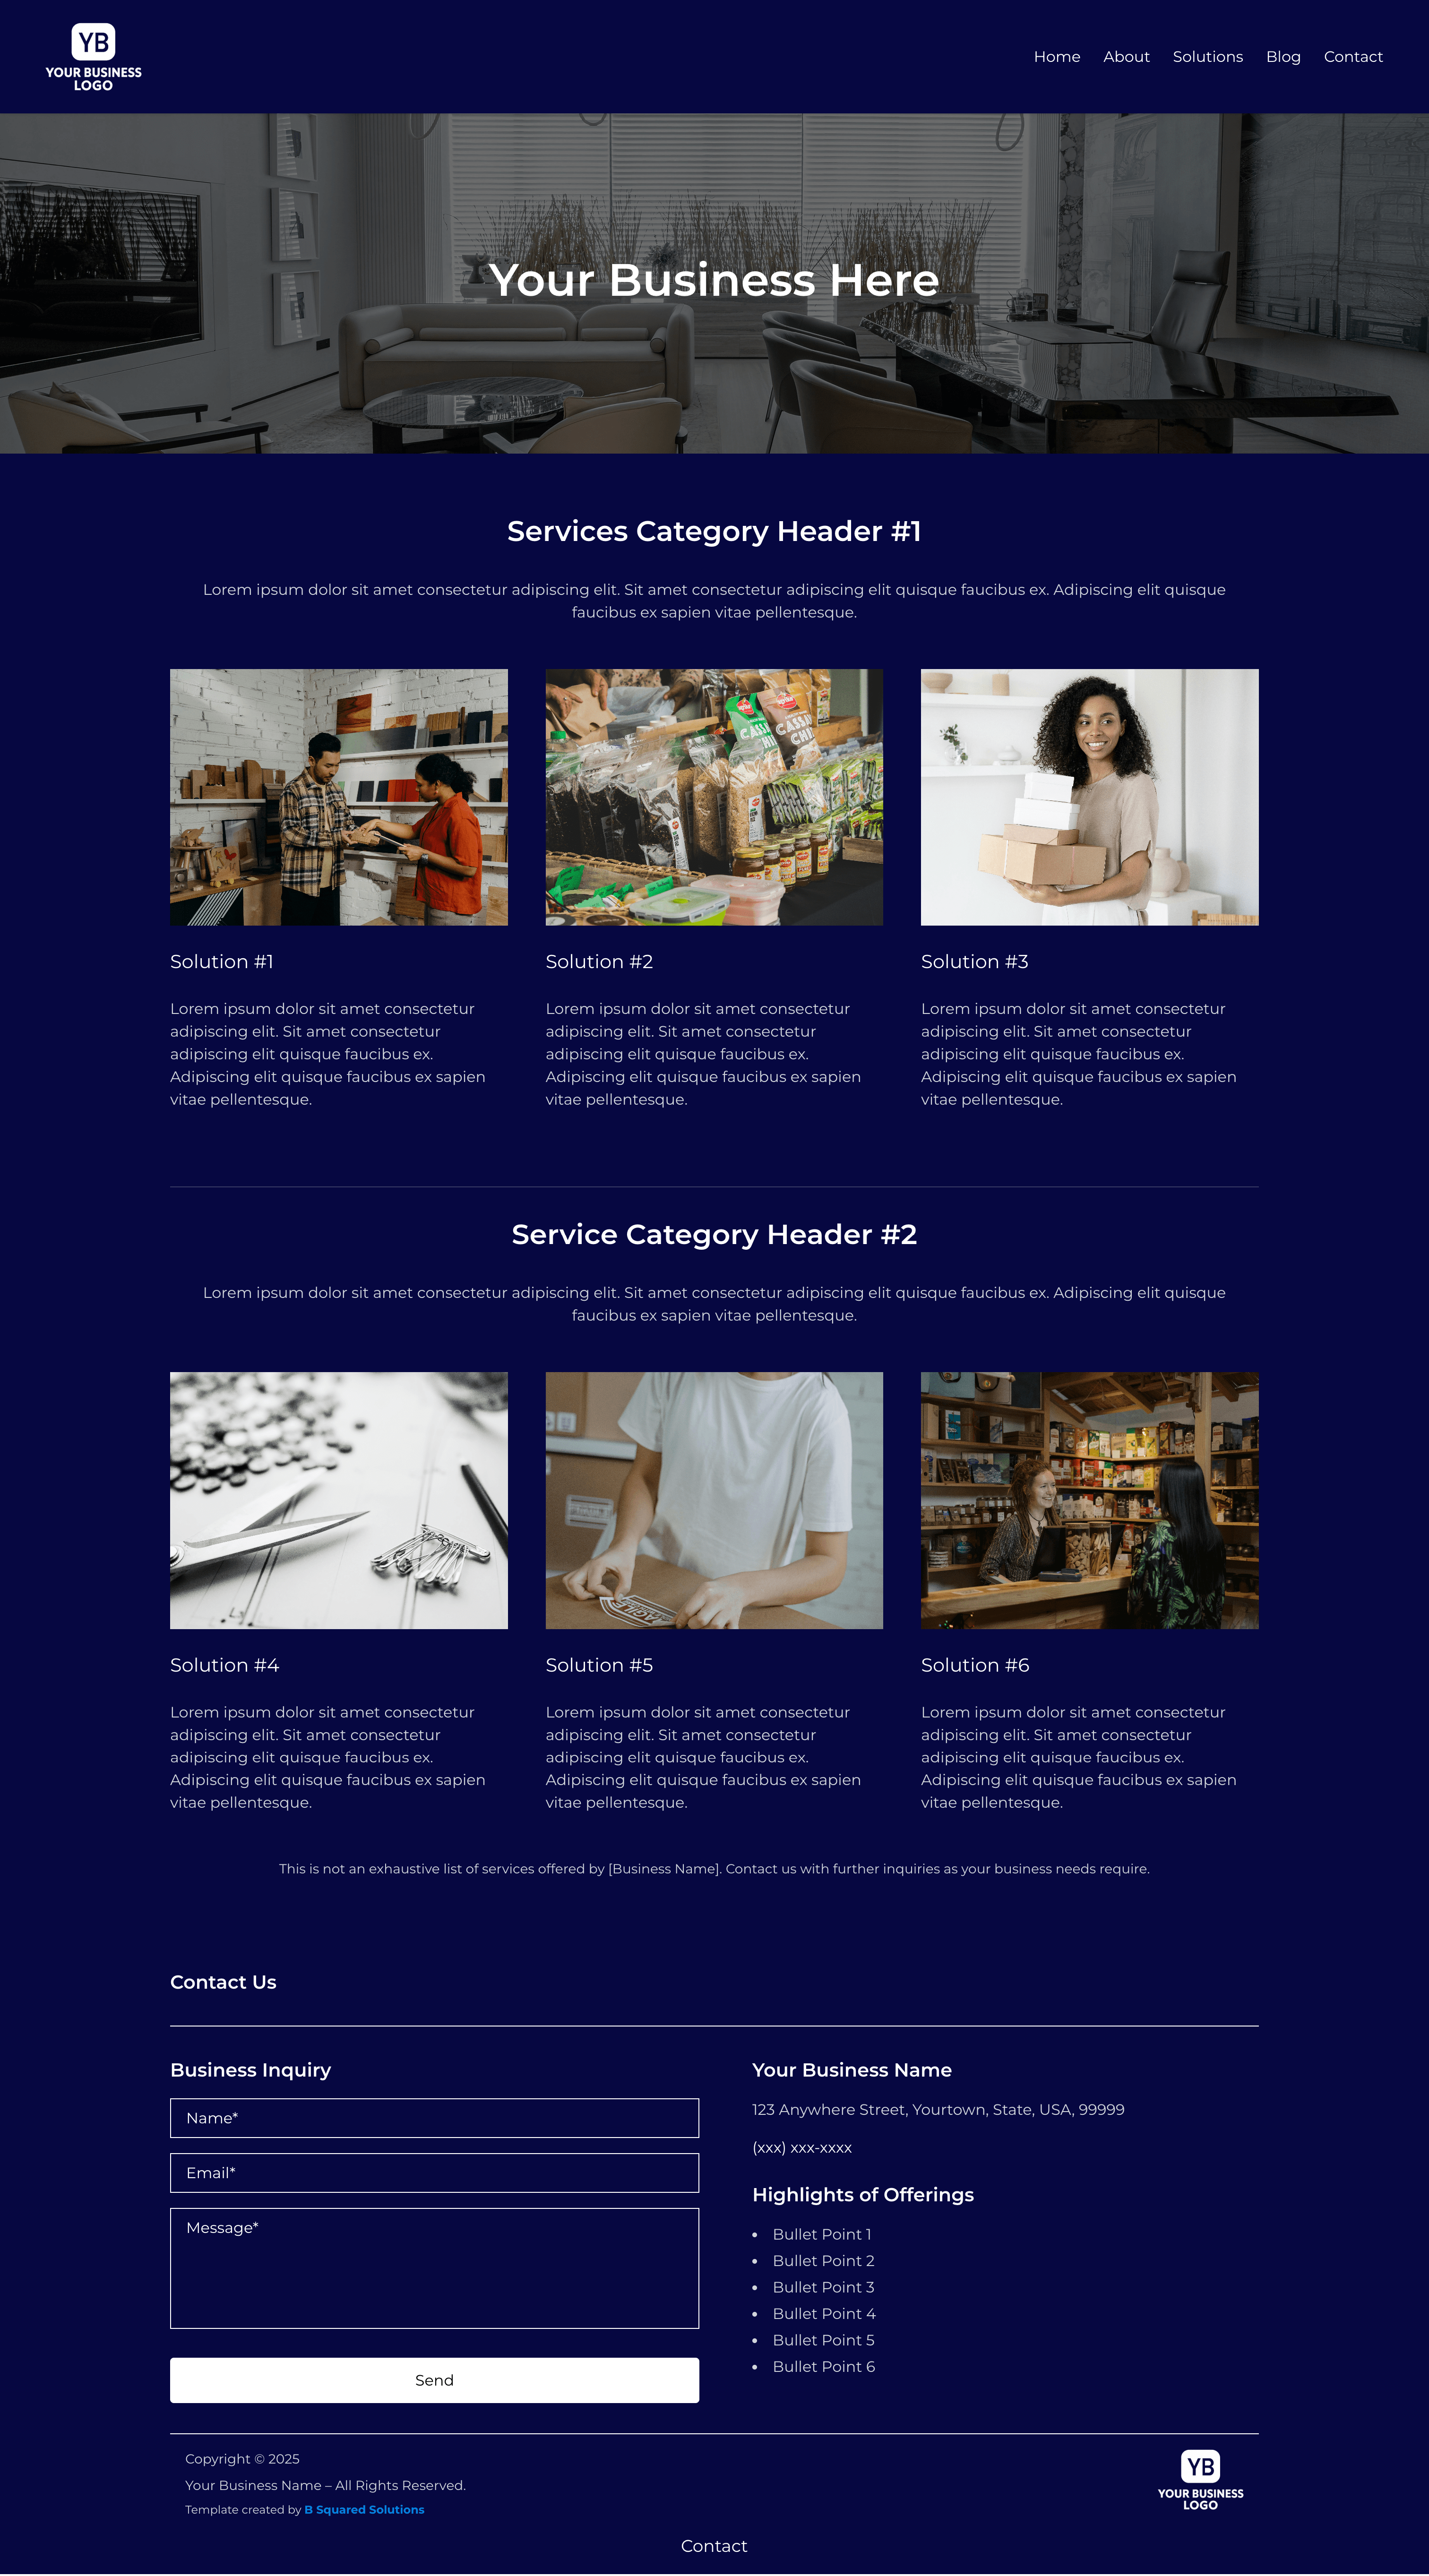 YB
YOUR BUSINESS
LOGO
Home About Solutions Blog Contact
Your Business Here
Services Category Header #1
Lorem ipsum dolor sit amet consectetur adipiscing elit. Sit amet consectetur adipiscing elit quisque faucibus ex. Adipiscing elit quisque
faucibus ex sapien vitae pellentesque.
Solution #1
Lorem ipsum dolor sit amet consectetur
adipiscing elit. Sit amet consectetur
adipiscing elit quisque faucibus ex.
Adipiscing elit quisque faucibus ex sapien
vitae pellentesque.
Solution #2
Lorem ipsum dolor sit amet consectetur
adipiscing elit. Sit amet consectetur
adipiscing elit quisque faucibus ex.
Adipiscing elit quisque faucibus ex sapien
vitae pellentesque.
Solution #3
Lorem ipsum dolor sit amet consectetur
adipiscing elit. Sit amet consectetur
adipiscing elit quisque faucibus ex.
Adipiscing elit quisque faucibus ex sapien
vitae pellentesque.
Service Category Header #2
Lorem ipsum dolor sit amet consectetur adipiscing elit. Sit amet consectetur adipiscing elit quisque faucibus ex. Adipiscing elit quisque
faucibus ex sapien vitae pellentesque.
Solution #4
Lorem ipsum dolor sit amet consectetur
adipiscing elit. Sit amet consectetur
adipiscing elit quisque faucibus ex.
Adipiscing elit quisque faucibus ex sapien
vitae pellentesque.
Solution #5
Lorem ipsum dolor sit amet consectetur
adipiscing elit. Sit amet consectetur
adipiscing elit quisque faucibus ex.
Adipiscing elit quisque faucibus ex sapien
vitae pellentesque.
Solution #6
Lorem ipsum dolor sit amet consectetur
adipiscing elit. Sit amet consectetur
adipiscing elit quisque faucibus ex.
Adipiscing elit quisque faucibus ex sapien
vitae pellentesque.
This is not an exhaustive list of services offered by [Business Name]. Contact us with further inquiries as your business needs require.
Contact Us
Business Inquiry
Name*
Email*
Message*
Send
Your Business Name
123 Anywhere Street, Yourtown, State, USA, 99999
(xxx) xxx-xxxx
Highlights of Offerings
• Bullet Point 1
• Bullet Point 2
• Bullet Point 3
• Bullet Point 4
• Bullet Point 5
• Bullet Point 6
Copyright © 2025
Your Business Name – All Rights Reserved.
Template created by B Squared Solutions
YB
YOUR BUSINESS
LOGO
Contact